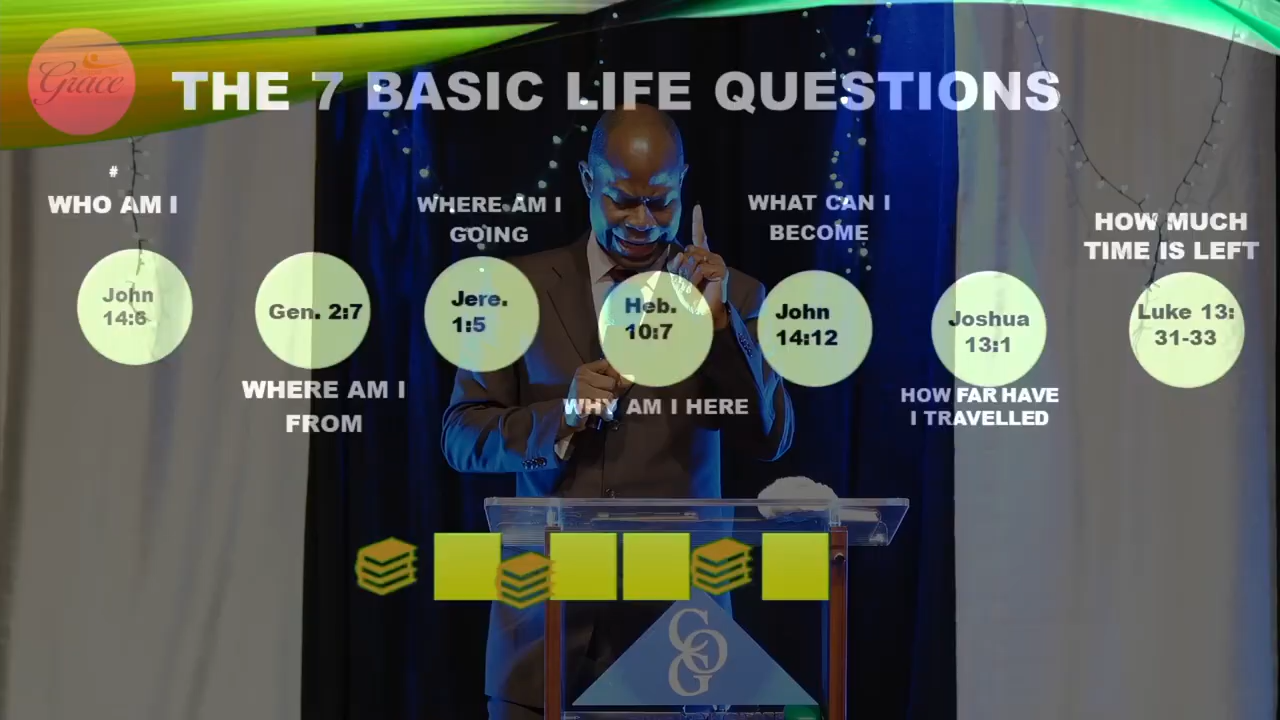 Grace
THE 7 BASIC LIFE QUESTIONS
#
WHO AM I
John
14:6
Gen. 2:7
WHERE AM I
FROM
WHERE AM I
GOING
Jere.
1:5
Heb.
10:7
WHY AM I HERE
WHAT CAN I
BECOME
John
14:12
Joshua
13:1
HOW FAR HAVE
I TRAVELLED
HOW MUCH
TIME IS LEFT
Luke 13:
31-33
COG